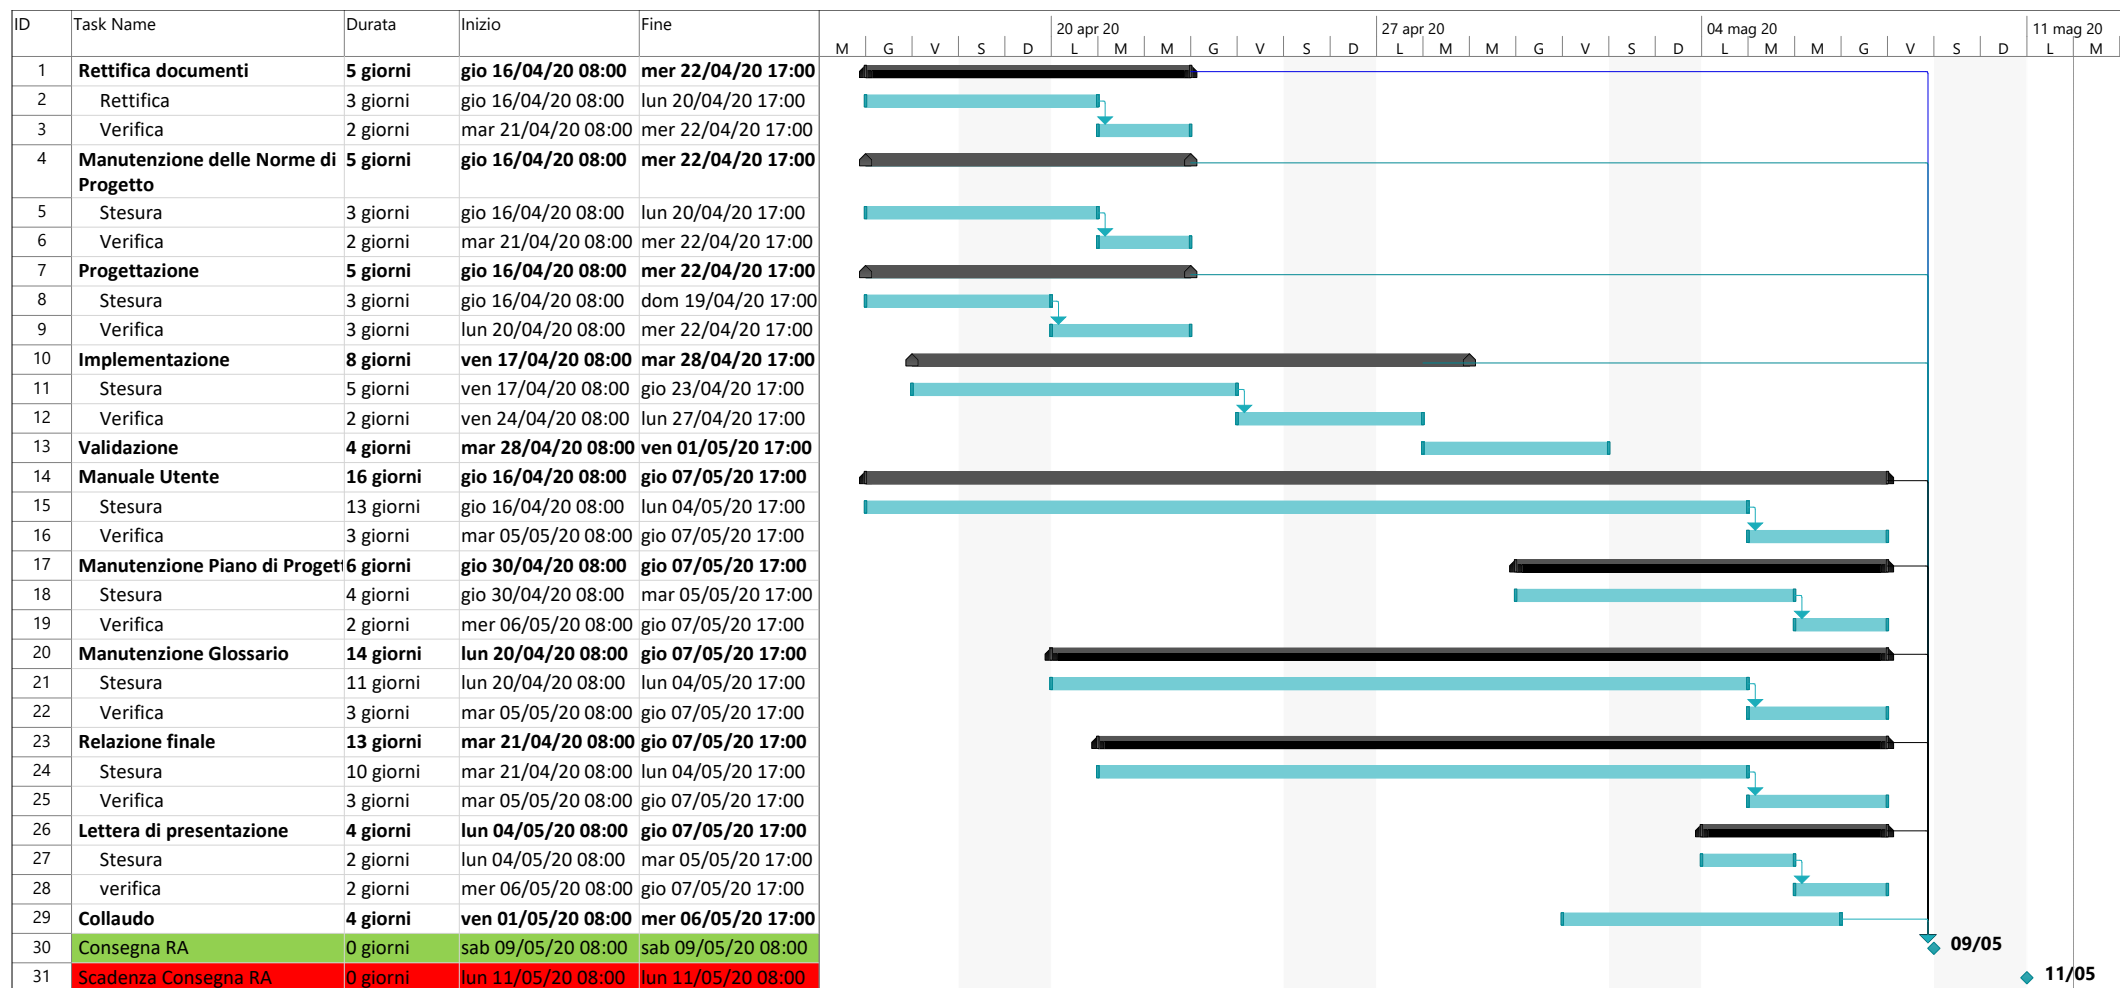 ID Task Name Durata Inizio Fine
20 apr 20 27 apr 20 04 mag 20 11 mag 20
M G V S D L M M G V S D L M M G V S D L M M G V S D L M
1 Rettifica documenti 5 giorni gio 16/04/20 08:00 mer 22/04/20 17:00
2 Rettifica 3 giorni gio 16/04/20 08:00 lun 20/04/20 17:00
3 Verifica 2 giorni mar 21/04/20 08:00 mer 22/04/20 17:00
4 Manutenzione delle Norme di 5 giorni gio 16/04/20 08:00 mer 22/04/20 17:00
Progetto
5 Stesura 3 giorni gio 16/04/20 08:00 lun 20/04/20 17:00
6 Verifica 2 giorni mar 21/04/20 08:00 mer 22/04/20 17:00
7 Progettazione 5 giorni gio 16/04/20 08:00 mer 22/04/20 17:00
8 Stesura 3 giorni gio 16/04/20 08:00 dom 19/04/20 17:00
9 Verifica 3 giorni lun 20/04/20 08:00 mer 22/04/20 17:00
10 Implementazione 8 giorni ven 17/04/20 08:00 mar 28/04/20 17:00
11 Stesura 5 giorni ven 17/04/20 08:00 gio 23/04/20 17:00
12 Verifica 2 giorni ven 24/04/20 08:00 lun 27/04/20 17:00
13 Validazione 4 giorni mar 28/04/20 08:00 ven 01/05/20 17:00
14 Manuale Utente 16 giorni gio 16/04/20 08:00 gio 07/05/20 17:00
15 Stesura 13 giorni gio 16/04/20 08:00 lun 04/05/20 17:00
16 Verifica 3 giorni mar 05/05/20 08:00 gio 07/05/20 17:00
17 Manutenzione Piano di Progett 6 giorni gio 30/04/20 08:00 gio 07/05/20 17:00
18 Stesura 4 giorni gio 30/04/20 08:00 mar 05/05/20 17:00
19 Verifica 2 giorni mer 06/05/20 08:00 gio 07/05/20 17:00
20 Manutenzione Glossario 14 giorni lun 20/04/20 08:00 gio 07/05/20 17:00
21 Stesura 11 giorni lun 20/04/20 08:00 lun 04/05/20 17:00
22 Verifica 3 giorni mar 05/05/20 08:00 gio 07/05/20 17:00
23 Relazione finale 13 giorni mar 21/04/20 08:00 gio 07/05/20 17:00
24 Stesura 10 giorni mar 21/04/20 08:00 lun 04/05/20 17:00
25 Verifica 3 giorni mar 05/05/20 08:00 gio 07/05/20 17:00
26 Lettera di presentazione 4 giorni lun 04/05/20 08:00 gio 07/05/20 17:00
27 Stesura 2 giorni lun 04/05/20 08:00 mar 05/05/20 17:00
28 verifica 2 giorni mer 06/05/20 08:00 gio 07/05/20 17:00
29 Collaudo 4 giorni ven 01/05/20 08:00 mer 06/05/20 17:00
30 Consegna RA 0 giorni sab 09/05/20 08:00 sab 09/05/20 08:00 09/05
31 Scadenza Consegna RA 0 giorni lun 11/05/20 08:00 lun 11/05/20 08:00 11/05